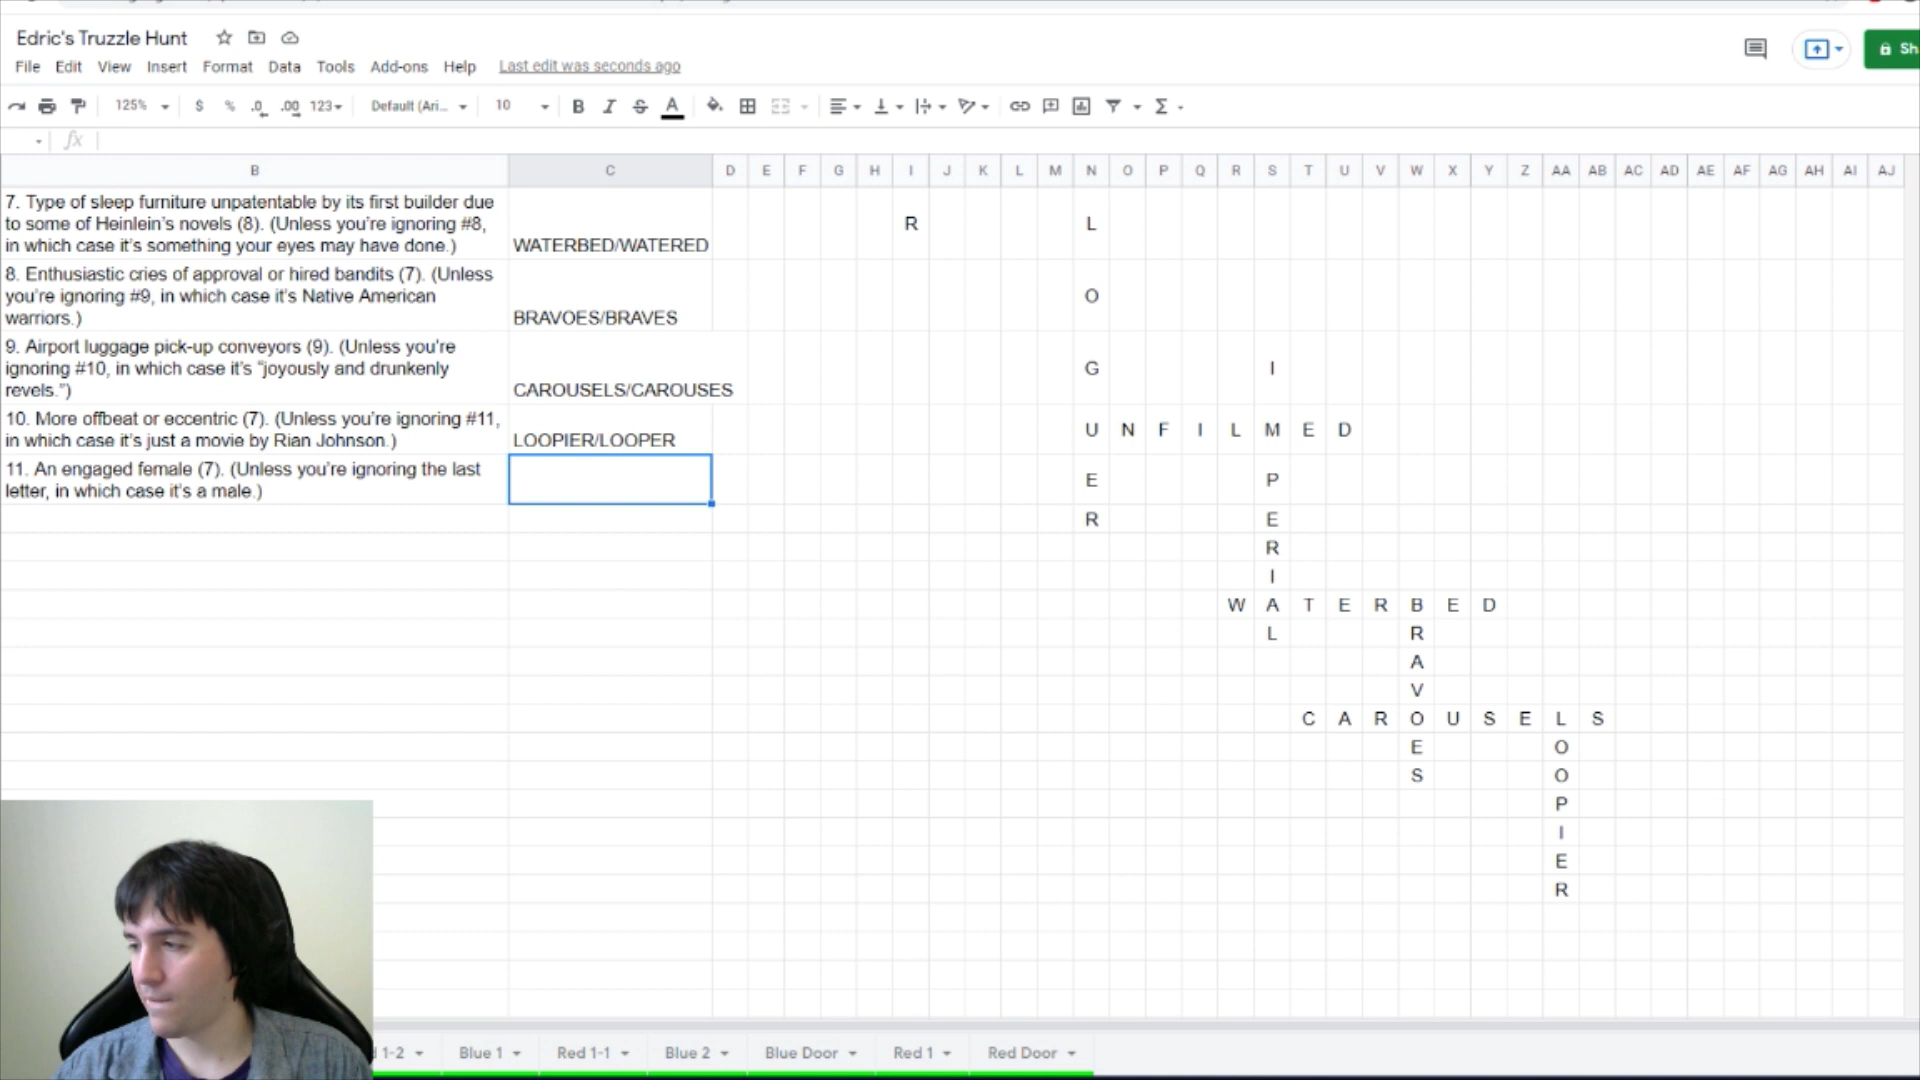 Edric's Truzzle Hunt
File Edit View Insert Format Data Tools Add-ons Help Last edit was seconds ago
Sh
125% $ % .0 .00 123 Default (Ari... 10 B I S A Σ
fx
B C D E F G H I J K L M N O P Q R S T U V W X Y Z AA AB AC AD AE AF AG AH AI AJ
7. Type of sleep furniture unpatentable by its first builder due
to some of Heinlein's novels (8). (Unless you're ignoring #8,
in which case it's something your eyes may have done.)
WATERBED/WATERED
R L
8. Enthusiastic cries of approval or hired bandits (7). (Unless
you're ignoring #9, in which case it's Native American
warriors.)
BRAVOES/BRAVES
O
9. Airport luggage pick-up conveyors (9). (Unless you're
ignoring #10, in which case it's "joyously and drunkenly
revels.")
CAROUSELS/CAROUSES
G I
10. More offbeat or eccentric (7). (Unless you're ignoring #11,
in which case it's just a movie by Rian Johnson.)
LOOPIER/LOOPER
U N F I L M E D
11. An engaged female (7). (Unless you're ignoring the last
letter, in which case it's a male.)
E P
R E
R
I
W A T E R B E D
L R
A
V
C A R O U S E L S
E O
S O
P
I
E
R
1-2 Blue 1 Red 1-1 Blue 2 Blue Door Red 1 Red Door